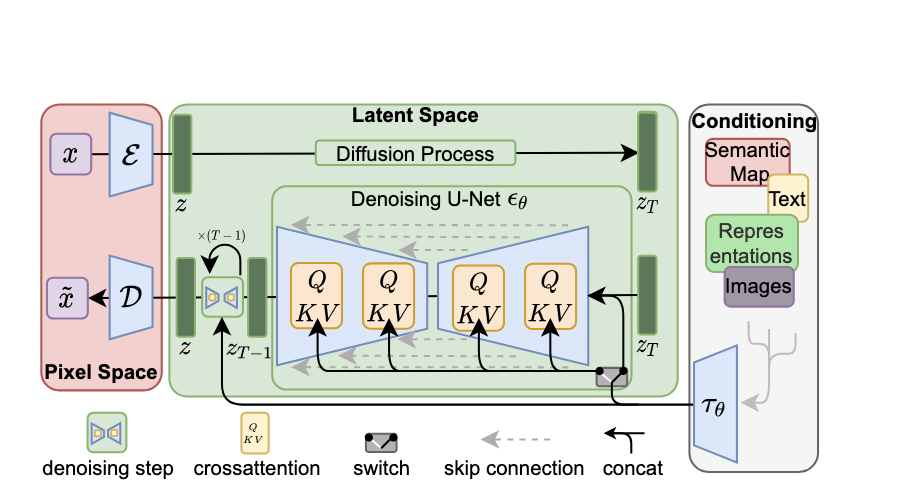 Latent Space
Conditioning
x
ℰ
Diffusion Process
Semantic
Map
Text
z
Denoising U-Net ϵ_θ
z_T
Repres
entations
×(T−1)
Images
Q
KV
Q
KV
Q
KV
Q
KV
x̃
𝒟
z
z_{T−1}
z_T
Pixel Space
τ_θ
Q
KV
denoising step
crossattention
switch
skip connection
concat